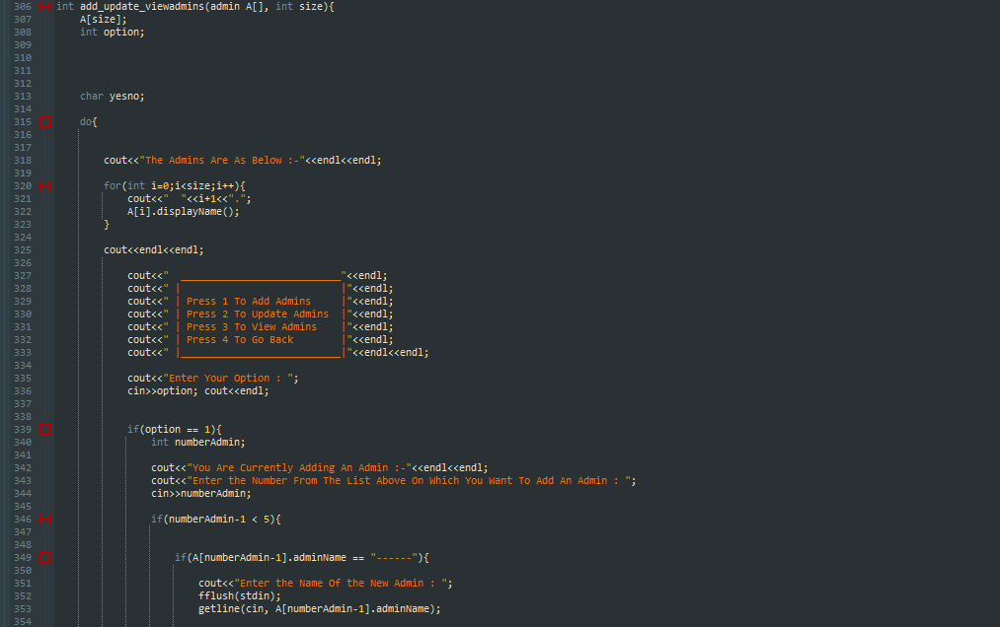 306 int add_update_viewadmins(admin A[], int size){
307 A[size];
308 int option;
309
310
311
312
313 char yesno;
314
315 do{
316
317
318 cout<<"The Admins Are As Below :-"<<endl<<endl;
319
320 for(int i=0;i<size;i++){
321 cout<<"  "<<i+1<<".";
322 A[i].displayName();
323 }
324
325 cout<<endl<<endl;
326
327 cout<<"  ___________________________"<<endl;
328 cout<<" |                           |"<<endl;
329 cout<<" | Press 1 To Add Admins     |"<<endl;
330 cout<<" | Press 2 To Update Admins  |"<<endl;
331 cout<<" | Press 3 To View Admins    |"<<endl;
332 cout<<" | Press 4 To Go Back        |"<<endl;
333 cout<<" |___________________________|"<<endl<<endl;
334
335 cout<<"Enter Your Option : ";
336 cin>>option; cout<<endl;
337
338
339 if(option == 1){
340 int numberAdmin;
341
342 cout<<"You Are Currently Adding An Admin :-"<<endl<<endl;
343 cout<<"Enter the Number From The List Above On Which You Want To Add An Admin : ";
344 cin>>numberAdmin;
345
346 if(numberAdmin-1 < 5){
347
348
349 if(A[numberAdmin-1].adminName == "------"){
350
351 cout<<"Enter the Name Of the New Admin : ";
352 fflush(stdin);
353 getline(cin, A[numberAdmin-1].adminName);
354